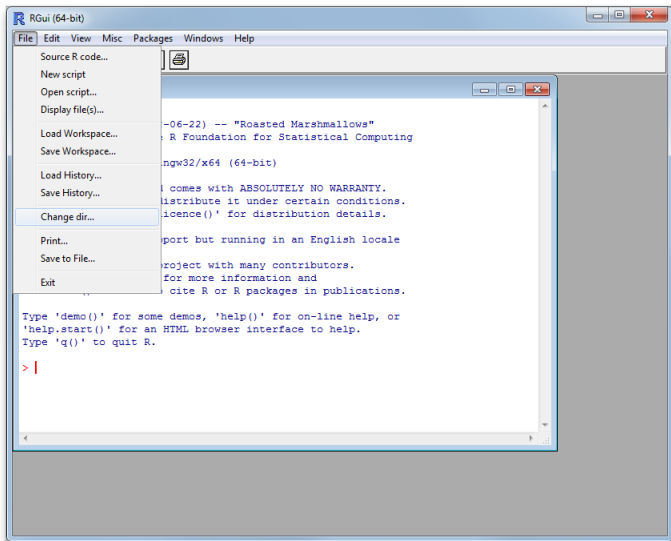 RGui (64-bit)
File Edit View Misc Packages Windows Help
Source R code...
New script
Open script...
Display file(s)...
Load Workspace...
Save Workspace...
Load History...
Save History...
Change dir...
Print...
Save to File...
Exit
-06-22) -- "Roasted Marshmallows"
R Foundation for Statistical Computing
ngw32/x64 (64-bit)
comes with ABSOLUTELY NO WARRANTY.
istribute it under certain conditions.
icence()' for distribution details.
port but running in an English locale
roject with many contributors.
for more information and
cite R or R packages in publications.
Type 'demo()' for some demos, 'help()' for on-line help, or
'help.start()' for an HTML browser interface to help.
Type 'q()' to quit R.
>